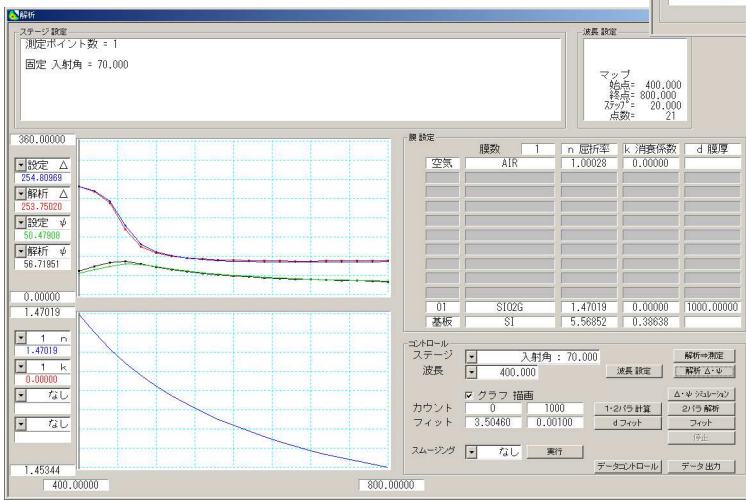 解析
ステージ 設定
測定ポイント数 = 1
固定 入射角 = 70.000
波長 設定
マップ
始点= 400.000
終点= 800.000
ステップ= 20.000
点数= 21
360.00000
設定 Δ
254.80969
解析 Δ
253.75020
設定 ψ
50.47908
解析 ψ
56.71951
0.00000
1.47019
1 n
1.47019
1 k
0.00000
なし
なし
1.45344
400.00000 800.00000
膜 設定
膜数 1 n 屈折率 k 消衰係数 d 膜厚
空気 AIR 1.00028 0.00000
01 SIO2G 1.47019 0.00000 1000.00000
基板 SI 5.56852 0.38638
コントロール
ステージ 入射角 : 70.000 解析⇒測定
波長 400.000 波長 設定 解析 Δ・ψ
グラフ 描画 Δ・ψ シミュレーション
カウント 0 1000 1・2パラ 計算 2パラ 解析
フィット 3.50460 0.00100 d フィット フィット
停止
スムージング なし 実行
データコントロール データ出力